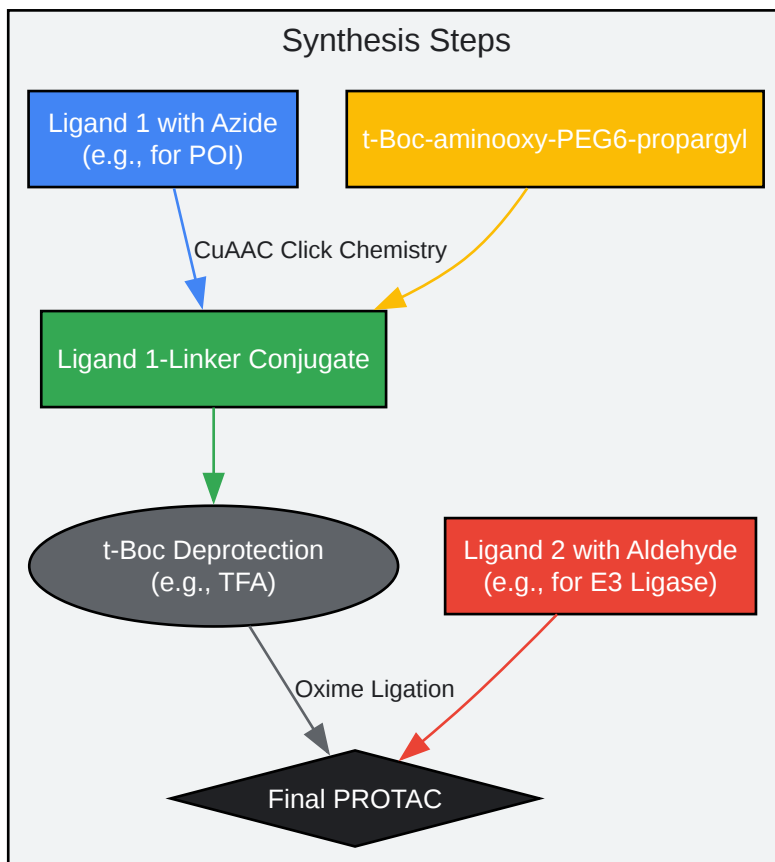 Synthesis Steps
Ligand 1 with Azide
(e.g., for POI)
t-Boc-aminooxy-PEG6-propargyl
CuAAC Click Chemistry
Ligand 1-Linker Conjugate
t-Boc Deprotection
(e.g., TFA)
Ligand 2 with Aldehyde
(e.g., for E3 Ligase)
Oxime Ligation
Final PROTAC